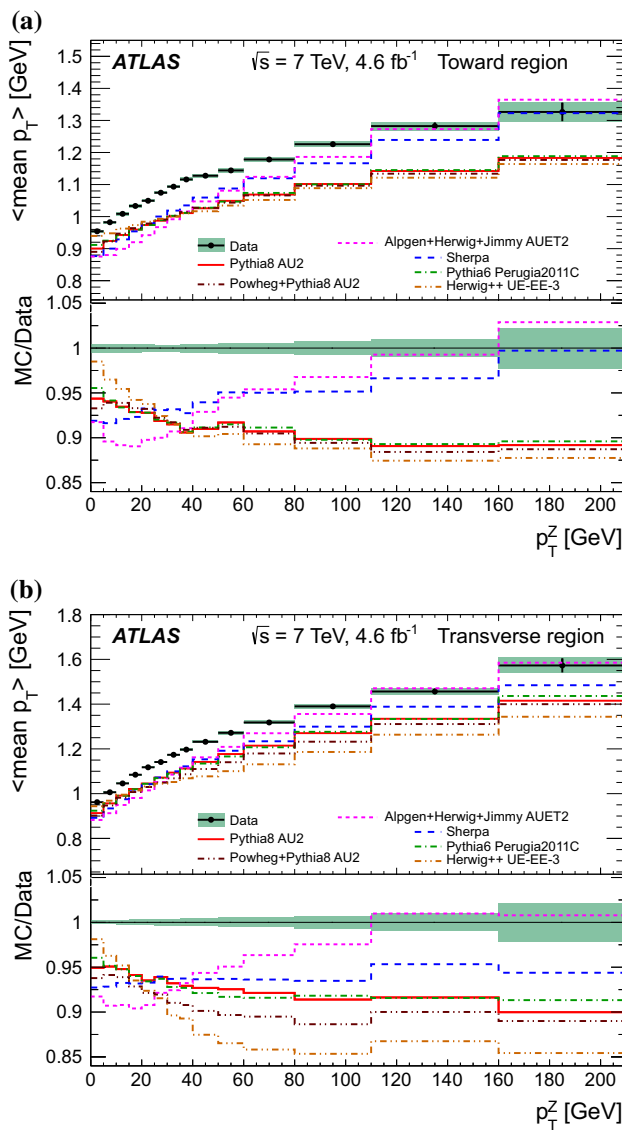 (a)
<mean p_T> [GeV]
1.5
1.4
1.3
1.2
1.1
1
0.9
0.8
ATLAS √s = 7 TeV, 4.6 fb⁻¹ Toward region
Data
Pythia8 AU2
Powheg+Pythia8 AU2
Alpgen+Herwig+Jimmy AUET2
Sherpa
Pythia6 Perugia2011C
Herwig++ UE-EE-3
MC/Data
1.05
1
0.95
0.9
0.85
0 20 40 60 80 100 120 140 160 180 200
p_T^Z [GeV]
(b)
<mean p_T> [GeV]
1.8
1.6
1.4
1.2
1
0.8
ATLAS √s = 7 TeV, 4.6 fb⁻¹ Transverse region
Data
Pythia8 AU2
Powheg+Pythia8 AU2
Alpgen+Herwig+Jimmy AUET2
Sherpa
Pythia6 Perugia2011C
Herwig++ UE-EE-3
MC/Data
1.05
1
0.95
0.9
0.85
0 20 40 60 80 100 120 140 160 180 200
p_T^Z [GeV]